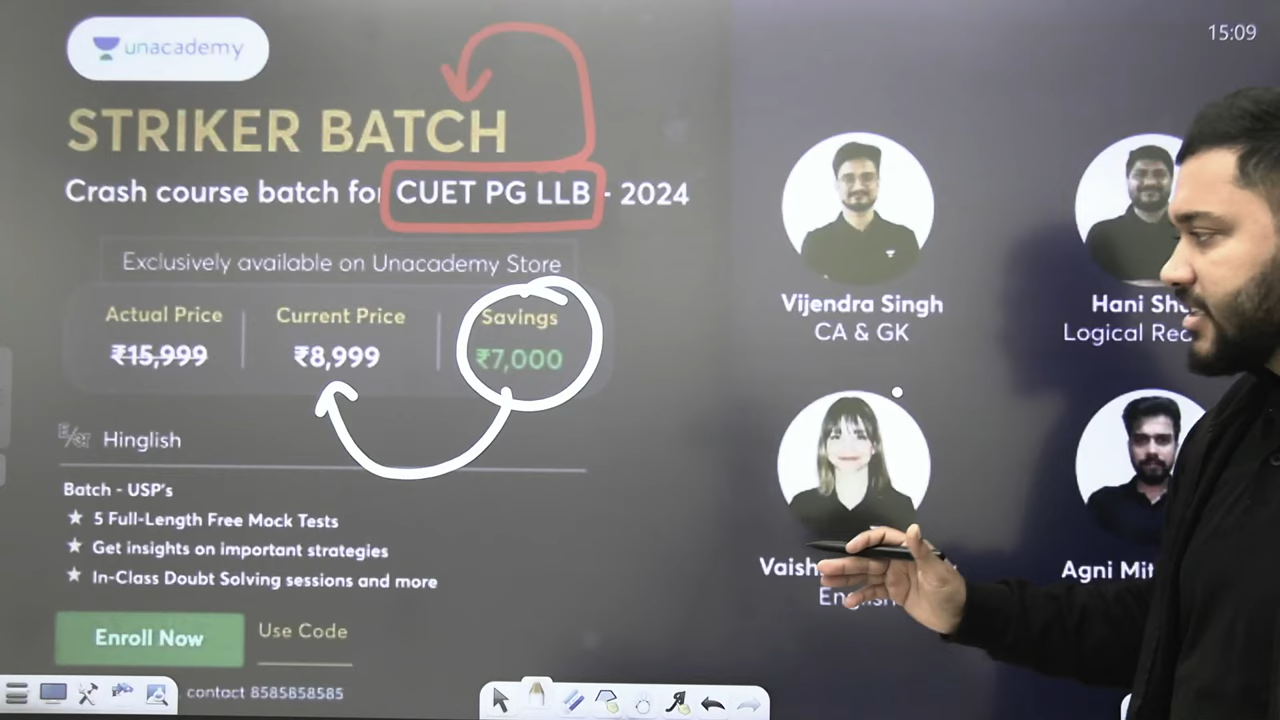 unacademy
15:09
STRIKER BATCH
Crash course batch for CUET PG LLB - 2024
Exclusively available on Unacademy Store
Actual Price
Current Price
Savings
₹15,999
₹8,999
₹7,000
Hinglish
Batch - USP's
★ 5 Full-Length Free Mock Tests
★ Get insights on important strategies
★ In-Class Doubt Solving sessions and more
Enroll Now
Use Code
contact 8585858585
Vijendra Singh
CA & GK
Hani
Logical
English
Agni